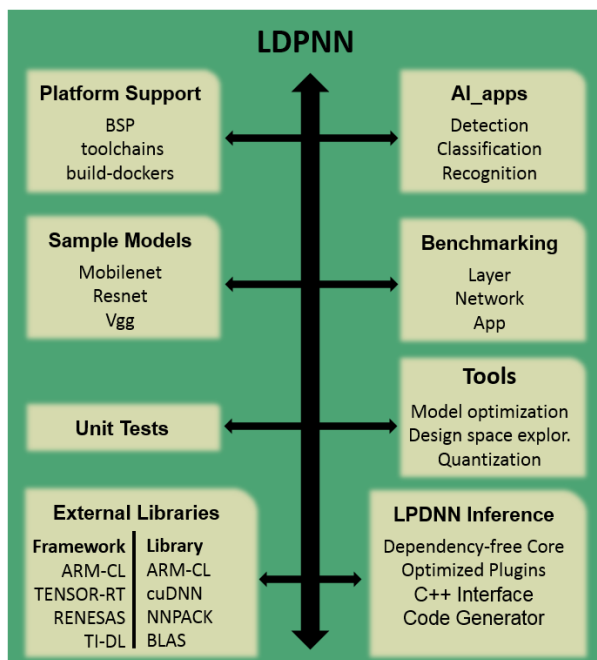 LDPNN
Platform Support
BSP
toolchains
build-dockers
AI_apps
Detection
Classification
Recognition
Sample Models
Mobilenet
Resnet
Vgg
Benchmarking
Layer
Network
App
Unit Tests
Tools
Model optimization
Design space explor.
Quantization
External Libraries
Framework Library
ARM-CL ARM-CL
TENSOR-RT cuDNN
RENESAS NNPACK
TI-DL BLAS
LPDNN Inference
Dependency-free Core
Optimized Plugins
C++ Interface
Code Generator